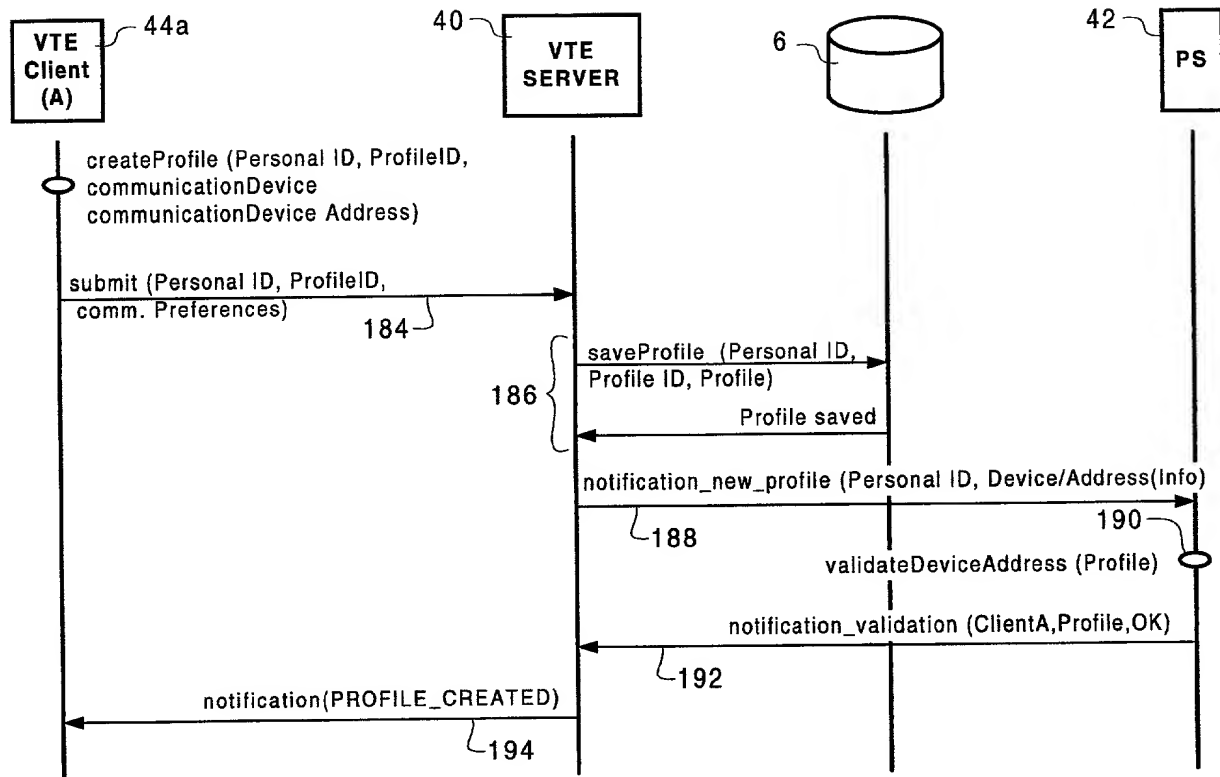 44a
40
6
42
VTE
Client
(A)
VTE
SERVER
PS
createProfile (Personal ID, ProfileID,
communicationDevice
communicationDevice Address)
submit (Personal ID, ProfileID,
comm. Preferences)
184
saveProfile (Personal ID,
Profile ID, Profile)
186
Profile saved
notification_new_profile (Personal ID, Device/Address(Info)
188
190
validateDeviceAddress (Profile)
notification_validation (ClientA,Profile,OK)
192
notification(PROFILE_CREATED)
194